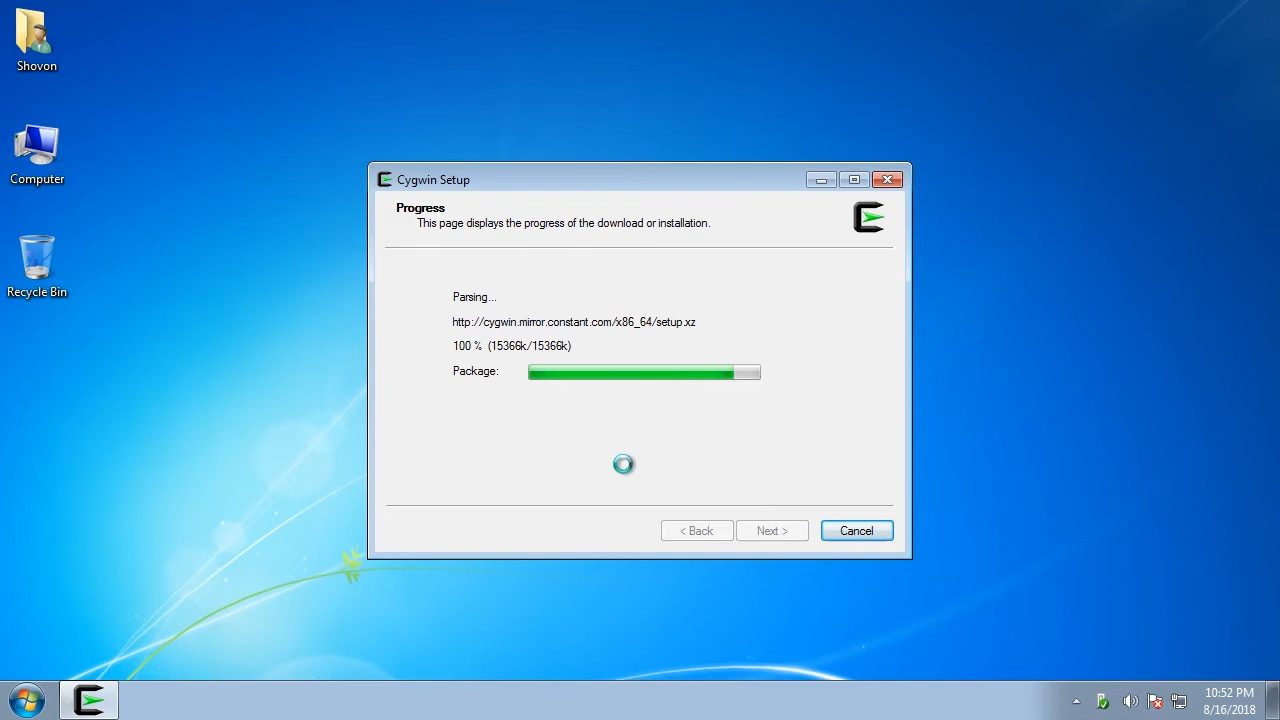 Shovon
Computer
Recycle Bin
Cygwin Setup
Progress
This page displays the progress of the download or installation.
Parsing...
http://cygwin.mirror.constant.com/x86_64/setup.xz
100 % (15366k/15366k)
Package:
< Back
Next >
Cancel
10:52 PM
8/16/2018